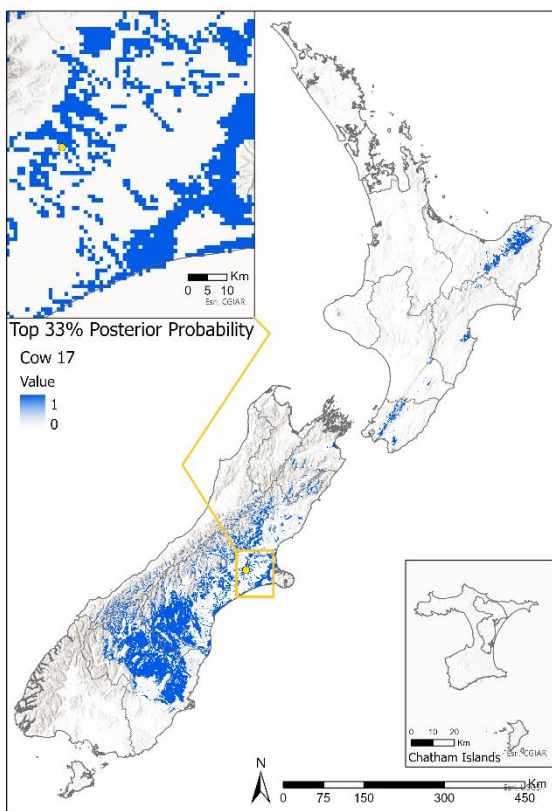 Km
0 5 10
Esri, CGIAR
Top 33% Posterior Probability
Cow 17
Value
1
0
0 10 20
Km
Esri, CGIAR
Chatham Islands
N
Km
0 75 150 300 450